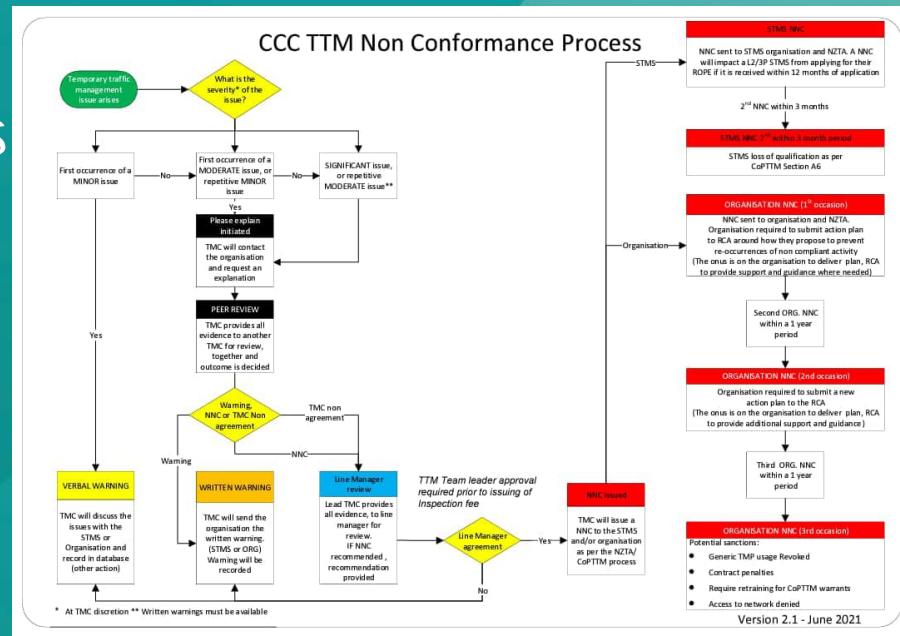 S
CCC TTM Non Conformance Process
Temporary traffic
management
issue arises
What is the
severity* of the
issue?
First occurrence of a
MINOR issue
No
First occurrence of a
MODERATE issue, or
repetitive MINOR
issue
No
SIGNIFICANT issue,
or repetitive
MODERATE issue**
Yes
Yes
Please explain
initiated
TMC will contact
the organisation
and request an
explanation
PEER REVIEW
TMC provides all
evidence to another
TMC for review,
together and
outcome is decided
Warning,
NNC or TMC Non
agreement
TMC non
agreement
NNC
Warning
VERBAL WARNING
TMC will discuss the
issues with the
STMS or
Organisation and
record in database
(other action)
WRITTEN WARNING
TMC will send the
organisation the
written warning.
(STMS or ORG)
Warning will be
recorded
Line Manager
review
Lead TMC provides
all evidence, to line
manager for
review.
IF NNC
recommended ,
recommendation
provided
TTM Team leader approval
required prior to issuing of
Inspection fee
Line Manager
agreement
Yes
No
NNC Issued
TMC will issue a
NNC to the STMS
and/or organisation
as per the NZTA/
CoPTTM process
STMS
Organisation
STMS NNC
NNC sent to STMS organisation and NZTA. A NNC
will impact a L2/3P STMS from applying for their
ROPE if it is received within 12 months of application
2nd NNC within 3 months
STMS NNC 2nd within 3 month period
STMS loss of qualification as per
CoPTTM Section A6
ORGANISATION NNC (1st occasion)
NNC sent to organisation and NZTA.
Organisation required to submit action plan
to RCA around how they propose to prevent
re-occurrences of non compliant activity
(The onus is on the organisation to deliver plan, RCA
to provide support and guidance where needed)
Second ORG. NNC
within a 1 year
period
ORGANISATION NNC (2nd occasion)
Organisation required to submit a new
action plan to the RCA
(The onus is on the organisation to deliver plan, RCA
to provide additional support and guidance)
Third ORG. NNC
within a 1 year
period
ORGANISATION NNC (3rd occasion)
Potential sanctions:
• Generic TMP usage Revoked
• Contract penalties
• Require retraining for CoPTTM warrants
• Access to network denied
* At TMC discretion ** Written warnings must be available
Version 2.1 - June 2021